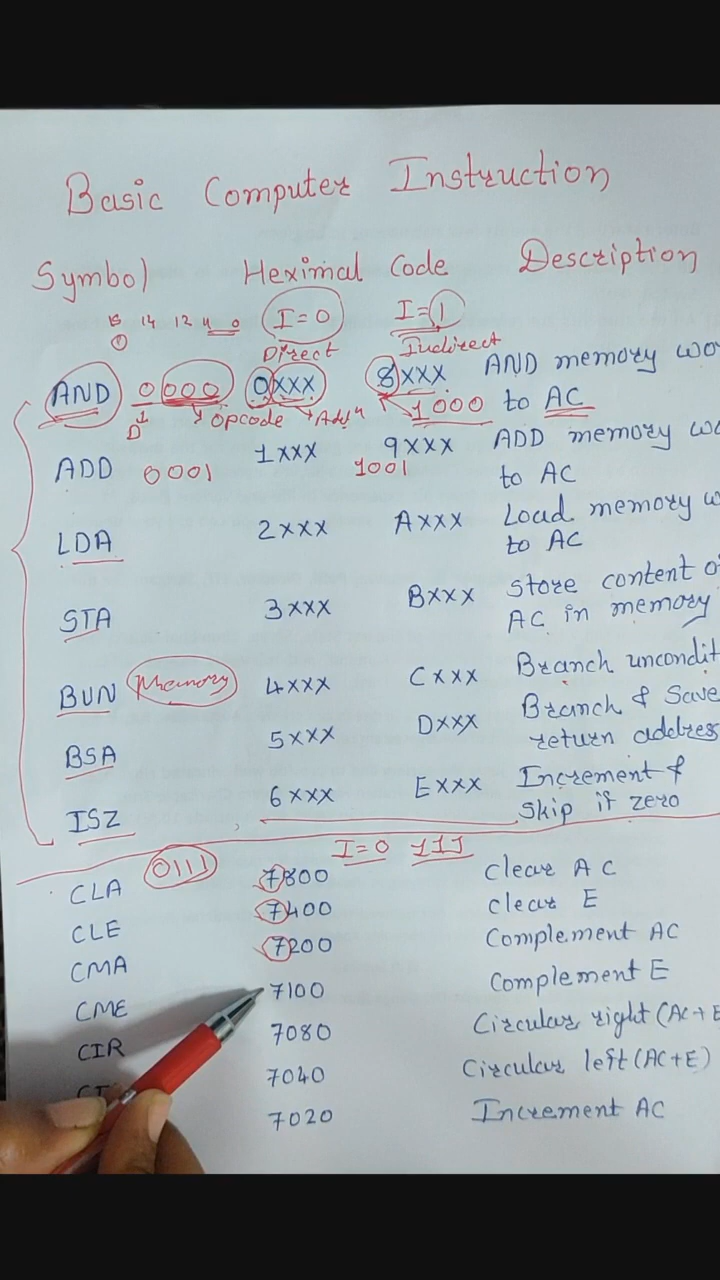 Basic Computer Instruction
Symbol Heximal Code Description
15 14 12 11 0 I=0 I=1
Direct Indirect
AND 0 000 0xxx 8xxx AND memory wo
D opcode 1000 to AC
ADD 0001 1xxx 9xxx ADD memory wo
1001 to AC
LDA 2xxx Axxx Load memory w
to AC
STA 3xxx Bxxx Store content o
AC in memory
BUN Memory 4xxx Cxxx Branch uncondit
BSA 5xxx Dxxx Branch & Save
return address
ISZ 6xxx Exxx Increment &
Skip if zero
0111 I=0 111
CLA 7800 Clear AC
CLE 7400 clear E
CMA 7200 Complement AC
CME 7100 Complement E
CIR 7080 Circular right (AC+E
7040 Circular left (AC+E)
7020 Increment AC